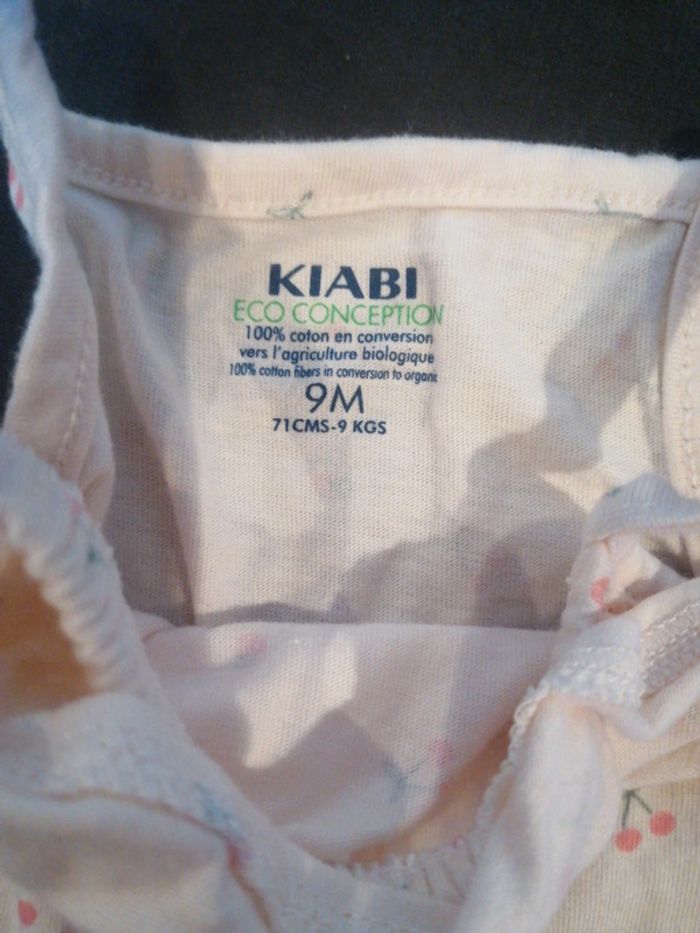 KIABI
ECO CONCEPTION
100% coton en conversion
vers l'agriculture biologique
100% cotton fibers in conversion to organic
9M
71CMS-9 KGS